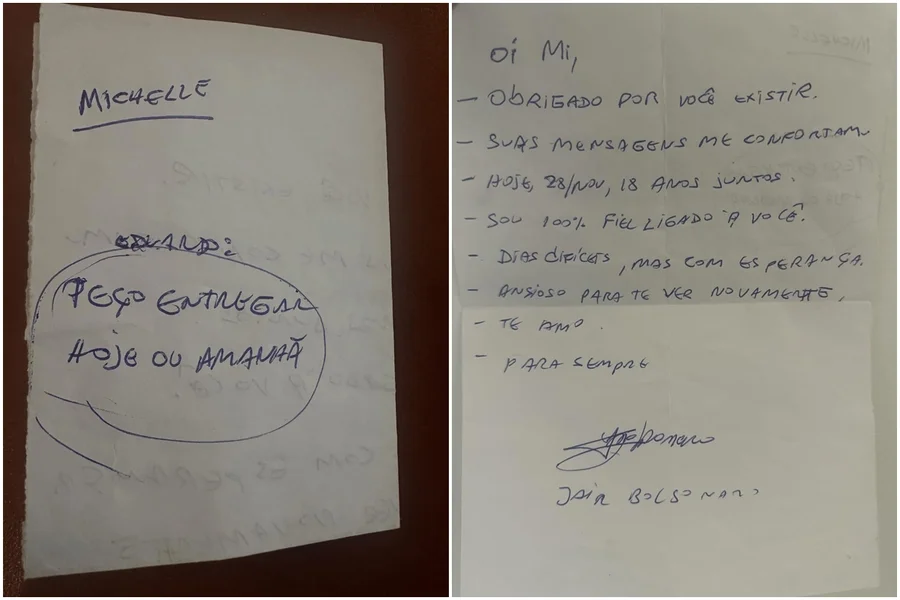 MICHELLE
PEÇO ENTREGAR
HOJE OU AMANHÃ
OI MI,
- OBRIGADO POR VOCÊ EXISTIR.
- SUAS MENSAGENS ME CONFORTAM
- HOJE, 28/NOV, 18 ANOS JUNTOS.
- SOU 100% FIEL LIGADO À VOCÊ.
- DIAS DIFÍCEIS, MAS COM ESPERANÇA.
- ANSIOSO PARA TE VER NOVAMENTE.
- TE AMO.
- PARA SEMPRE
JAIR BOLSONARO